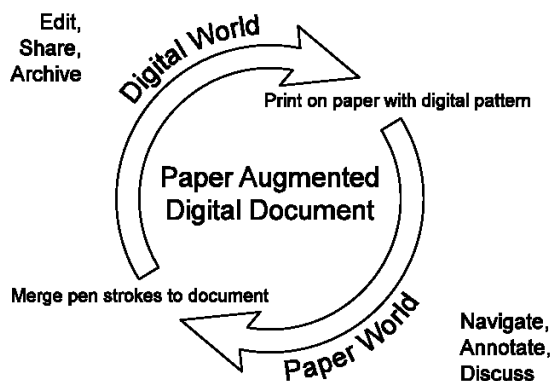 Edit,
Share,
Archive
Digital World
Print on paper with digital pattern
Paper Augmented
Digital Document
Merge pen strokes to document
Paper World
Navigate,
Annotate,
Discuss